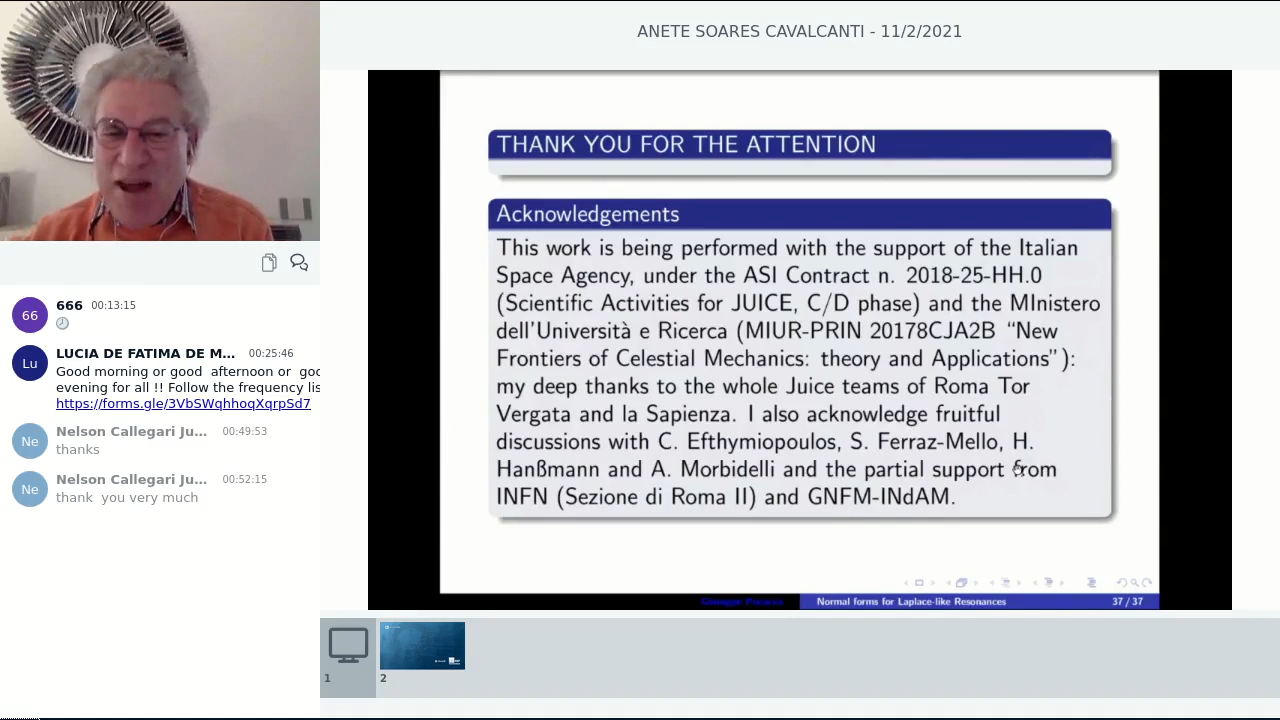 ANETE SOARES CAVALCANTI - 11/2/2021
THANK YOU FOR THE ATTENTION
Acknowledgements
This work is being performed with the support of the Italian
Space Agency, under the ASI Contract n. 2018-25-HH.0
(Scientific Activities for JUICE, C/D phase) and the MInistero
dell'Università e Ricerca (MIUR-PRIN 20178CJA2B “New
Frontiers of Celestial Mechanics: theory and Applications”):
my deep thanks to the whole Juice teams of Roma Tor
Vergata and la Sapienza. I also acknowledge fruitful
discussions with C. Efthymiopoulos, S. Ferraz-Mello, H.
Hanßmann and A. Morbidelli and the partial support from
INFN (Sezione di Roma II) and GNFM-INdAM.
Normal forms for Laplace-like Resonances
37 / 37
66
666 00:13:15
Lu
LUCIA DE FATIMA DE M... 00:25:46
Good morning or good afternoon or goo
evening for all !! Follow the frequency lis
https://forms.gle/3VbSWqhhoqXqrpSd7
Ne
Nelson Callegari Ju... 00:49:53
thanks
Ne
Nelson Callegari Ju... 00:52:15
thank you very much
1
2